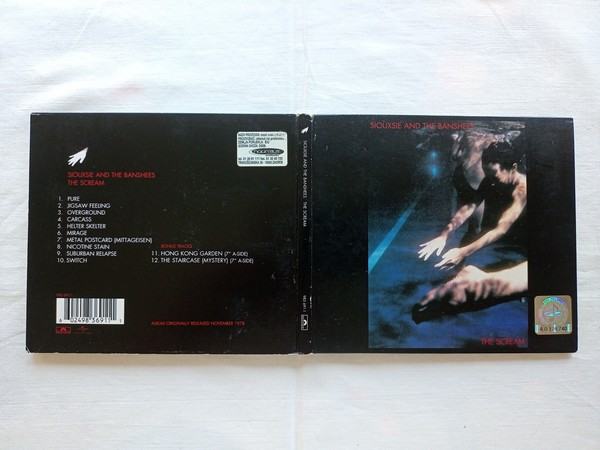 SIOUXSIE AND THE BANSHEES
THE SCREAM
1. PURE
2. JIGSAW FEELING
3. OVERGROUND
4. CARCASS
5. HELTER SKELTER
6. MIRAGE
7. METAL POSTCARD (MITTAGEISEN)
8. NICOTINE STAIN
9. SUBURBAN RELAPSE
10. SWITCH
BONUS TRACKS
11. HONG KONG GARDEN (7" A-SIDE)
12. THE STAIRCASE (MYSTERY) (7" A-SIDE)
ALBUM ORIGINALLY RELEASED NOVEMBER 1978
SIOUXSIE AND THE BANSHEES THE SCREAM
SIOUXSIE AND THE BANSHEES
THE SCREAM